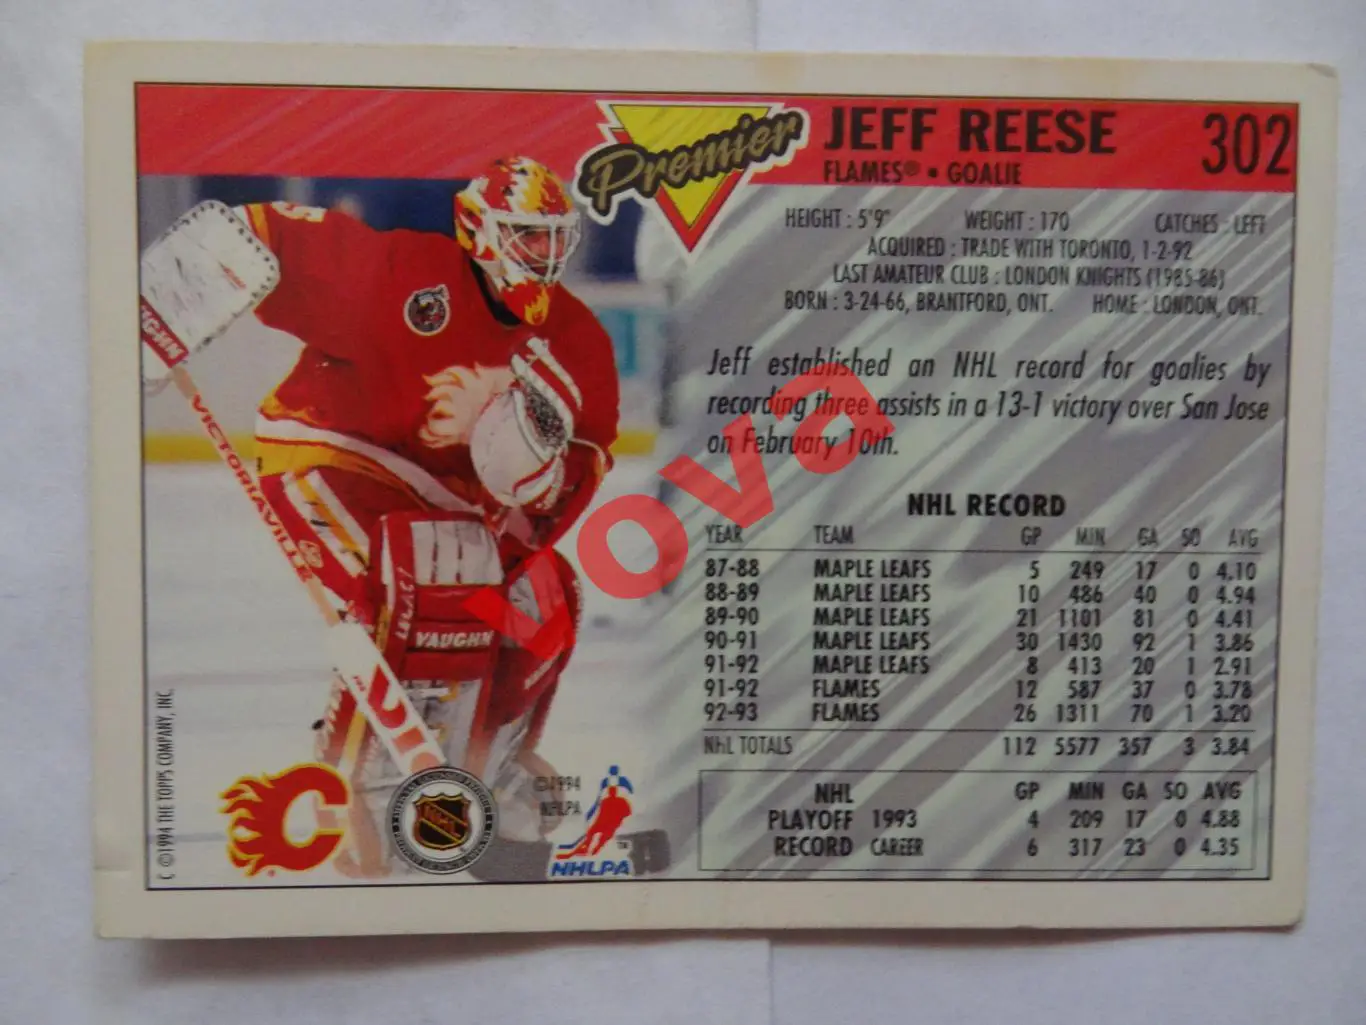 Premier
JEFF REESE
302
FLAMES® • GOALIE
HEIGHT : 5'9" WEIGHT : 170 CATCHES : LEFT
ACQUIRED : TRADE WITH TORONTO, 1-2-92
LAST AMATEUR CLUB : LONDON KNIGHTS (1985-86)
BORN : 3-24-66, BRANTFORD, ONT. HOME : LONDON, ONT.
Jeff established an NHL record for goalies by
recording three assists in a 13-1 victory over San Jose
on February 10th.
NHL RECORD
YEAR TEAM GP MIN GA SO AVG
87-88 MAPLE LEAFS 5 249 17 0 4.10
88-89 MAPLE LEAFS 10 486 40 0 4.94
89-90 MAPLE LEAFS 21 1101 81 0 4.41
90-91 MAPLE LEAFS 30 1430 92 1 3.86
91-92 MAPLE LEAFS 8 413 20 1 2.91
91-92 FLAMES 12 587 37 0 3.78
92-93 FLAMES 26 1311 70 1 3.20
NHL TOTALS 112 5577 357 3 3.84
NHL GP MIN GA SO AVG
PLAYOFF 1993 4 209 17 0 4.88
RECORD CAREER 6 317 23 0 4.35
vova
VICTORIAVILLE
VAUGHN
C ©1994 THE TOPPS COMPANY, INC.
C
NHL
©1994
NHLPA
NHLPA